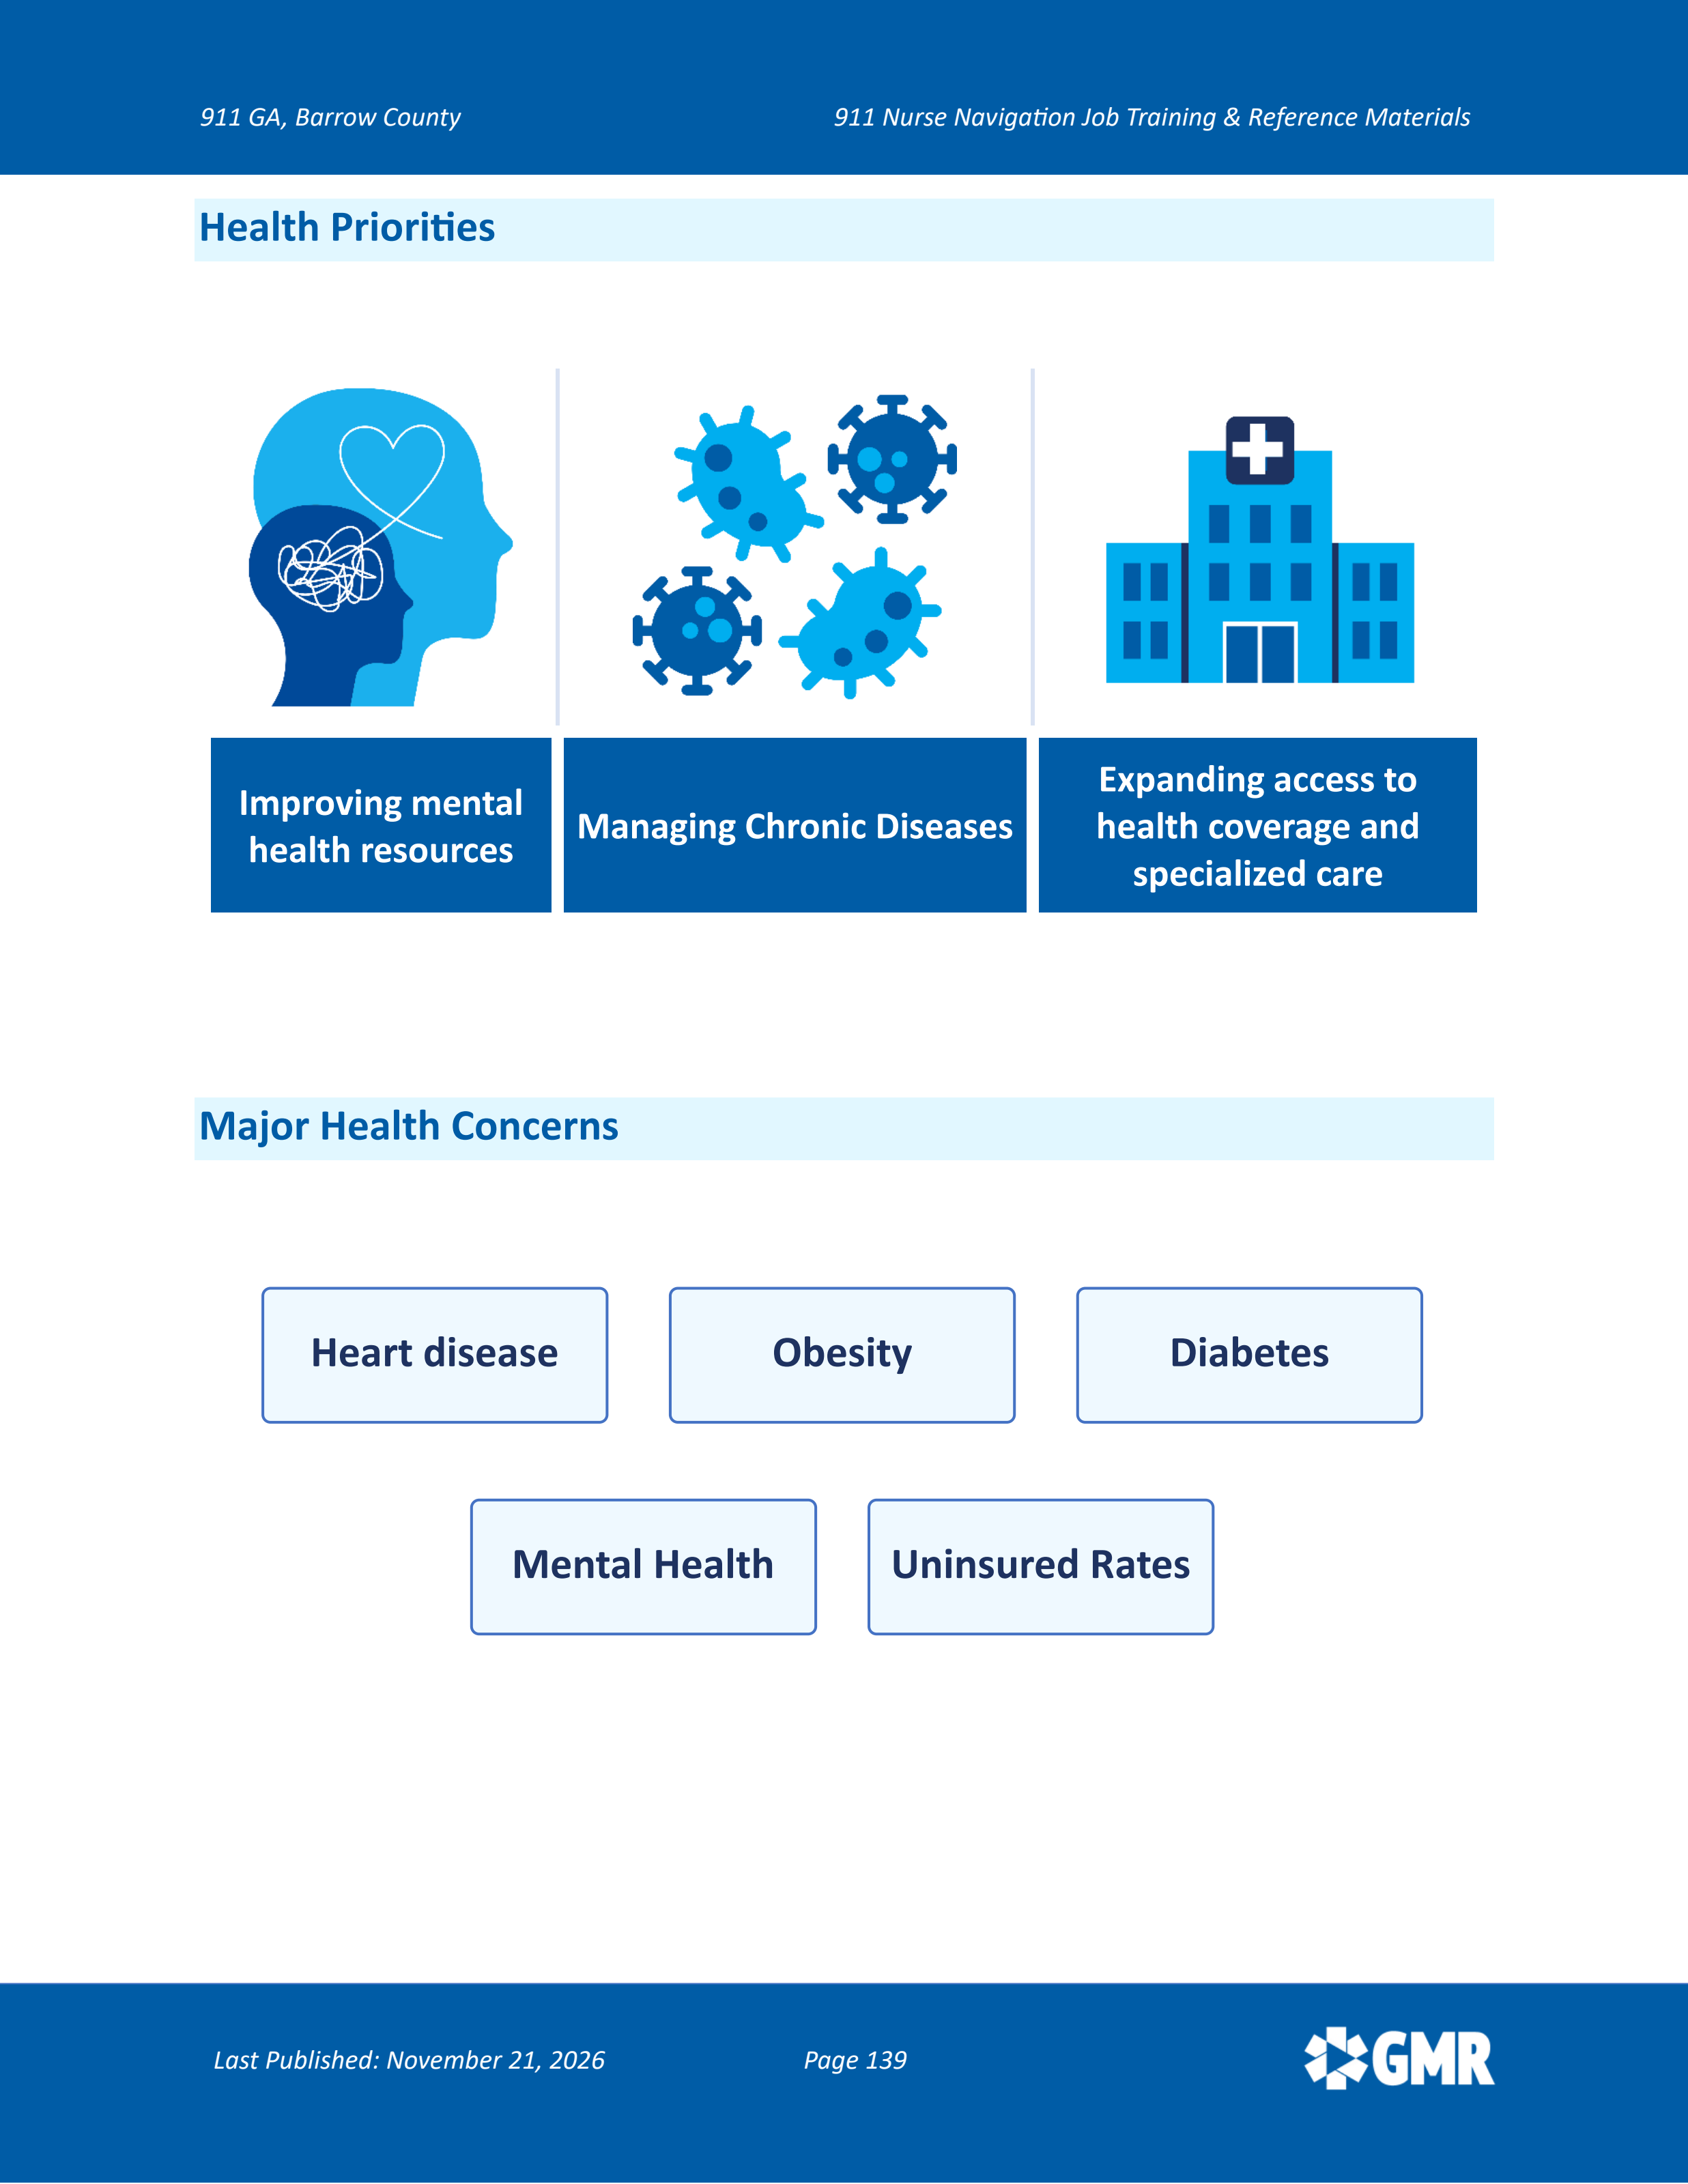 911 GA, Barrow County
911 Nurse Navigation Job Training & Reference Materials
Health Priorities
Improving mental
health resources
Managing Chronic Diseases
Expanding access to
health coverage and
specialized care
Major Health Concerns
Heart disease
Obesity
Diabetes
Mental Health
Uninsured Rates
Last Published: November 21, 2026
Page 139
GMR